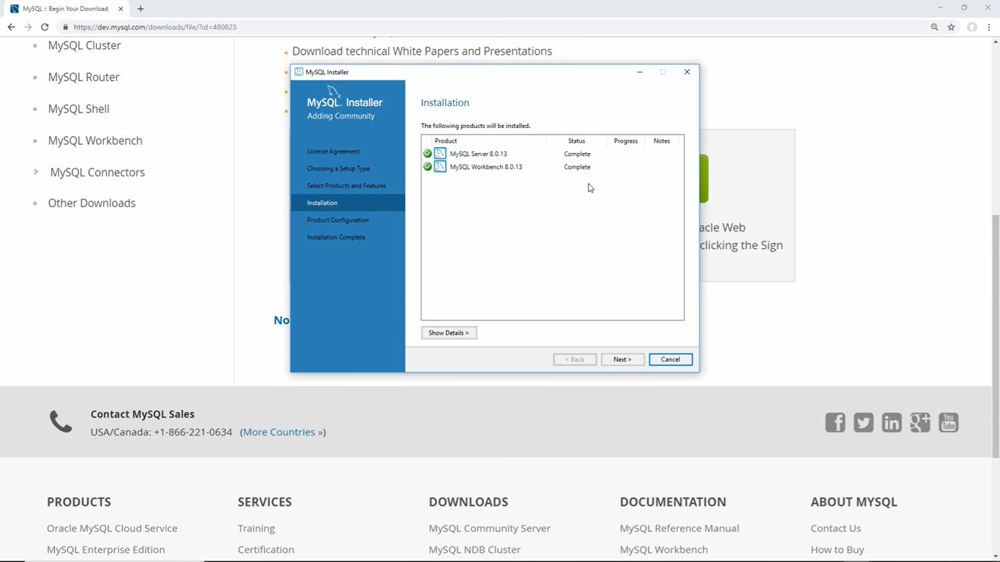 MySQL :: Begin Your Download
https://dev.mysql.com/downloads/file/?id=480823
MySQL Cluster
MySQL Router
MySQL Shell
MySQL Workbench
MySQL Connectors
Other Downloads
Download technical White Papers and Presentations
MySQL Installer
MySQL. Installer
Adding Community
License Agreement
Choosing a Setup Type
Select Products and Features
Installation
Product Configuration
Installation Complete
Installation
The following products will be installed.
Product Status Progress Notes
MySQL Server 8.0.13 Complete
MySQL Workbench 8.0.13 Complete
Show Details >
< Back Next > Cancel
acle Web
clicking the Sign
No
Contact MySQL Sales
USA/Canada: +1-866-221-0634 (More Countries »)
f in g+ You Tube
PRODUCTS SERVICES DOWNLOADS DOCUMENTATION ABOUT MYSQL
Oracle MySQL Cloud Service Training MySQL Community Server MySQL Reference Manual Contact Us
MySQL Enterprise Edition Certification MySQL NDB Cluster MySQL Workbench How to Buy